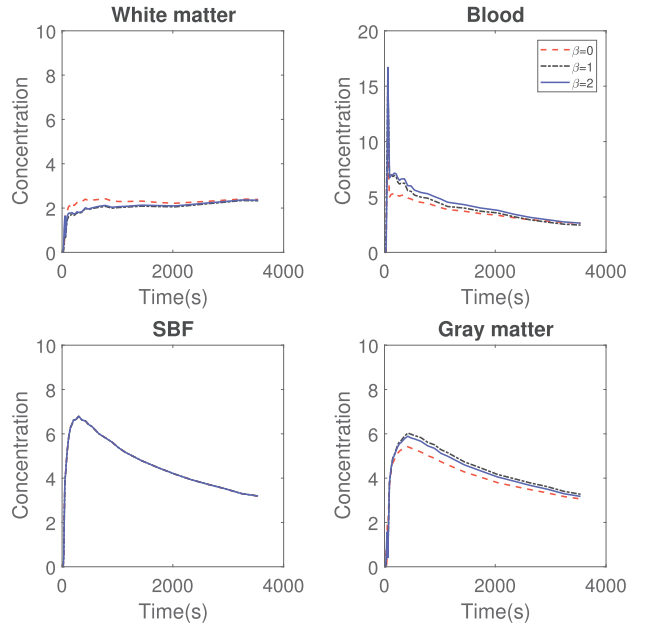 White matter
10
8
6
4
2
0
Concentration
0 2000 4000
Time(s)
Blood
20
15
10
5
0
Concentration
β=0
β=1
β=2
0 2000 4000
Time(s)
SBF
10
8
6
4
2
0
Concentration
0 2000 4000
Time(s)
Gray matter
10
8
6
4
2
0
Concentration
0 2000 4000
Time(s)